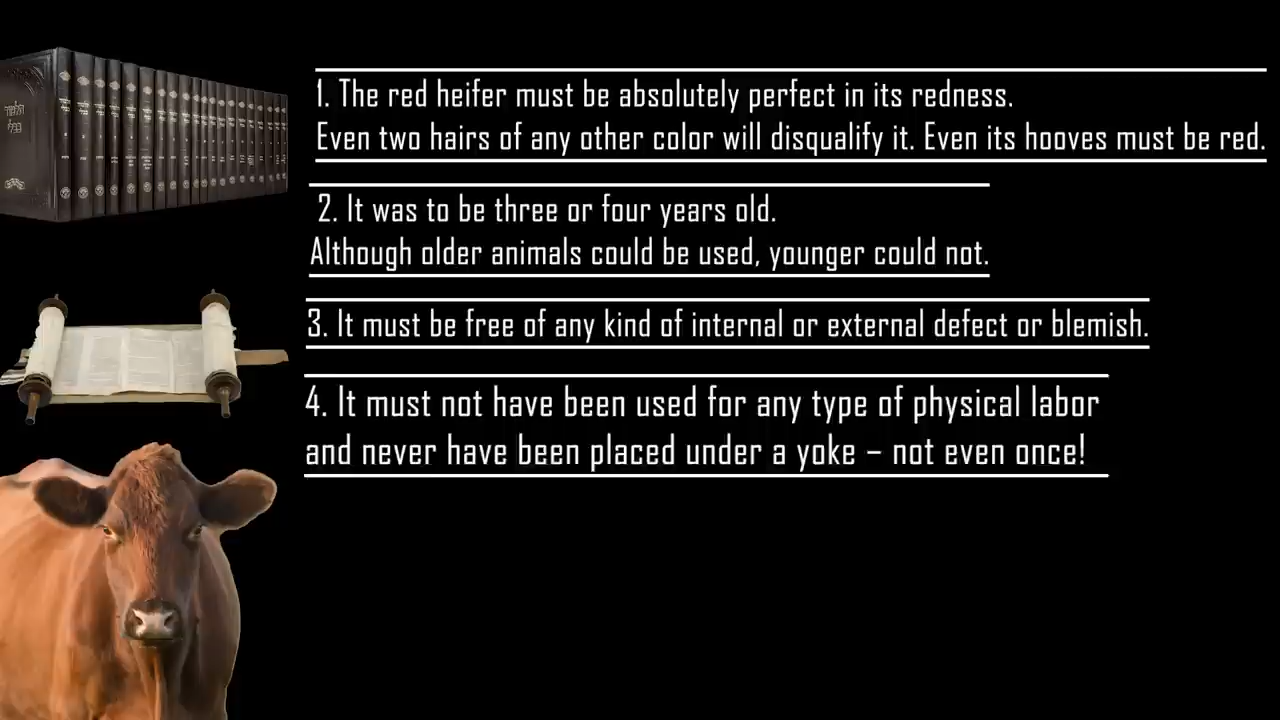 תלמוד
בבלי
1. The red heifer must be absolutely perfect in its redness.
Even two hairs of any other color will disqualify it. Even its hooves must be red.
2. It was to be three or four years old.
Although older animals could be used, younger could not.
3. It must be free of any kind of internal or external defect or blemish.
4. It must not have been used for any type of physical labor
and never have been placed under a yoke – not even once!